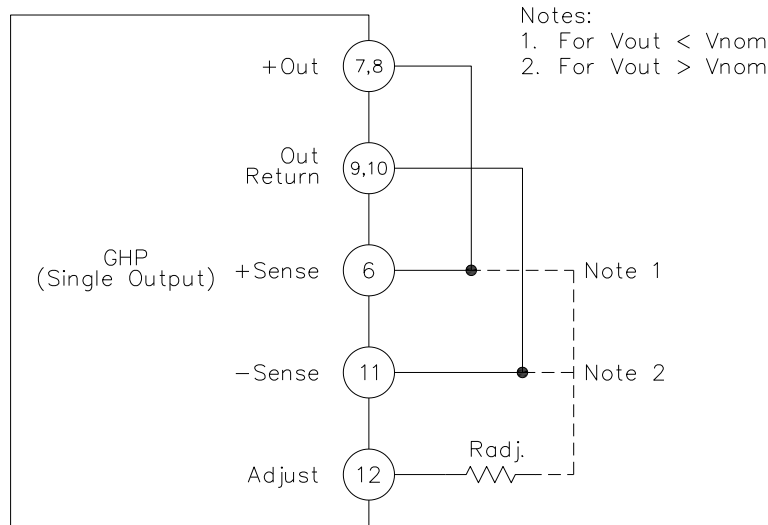 Notes:
1. For Vout < Vnom
2. For Vout > Vnom
+Out 7,8
Out
Return 9,10
GHP
(Single Output)
+Sense 6 Note 1
-Sense 11 Note 2
Radj.
Adjust 12